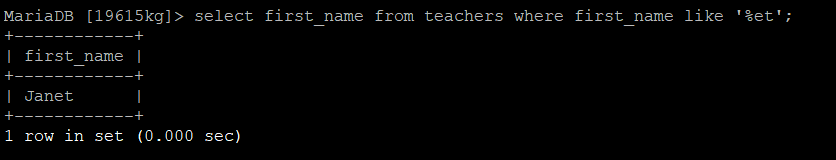 MariaDB [19615kg]> select first_name from teachers where first_name like '%et';
+------------+
| first_name |
+------------+
| Janet      |
+------------+
1 row in set (0.000 sec)